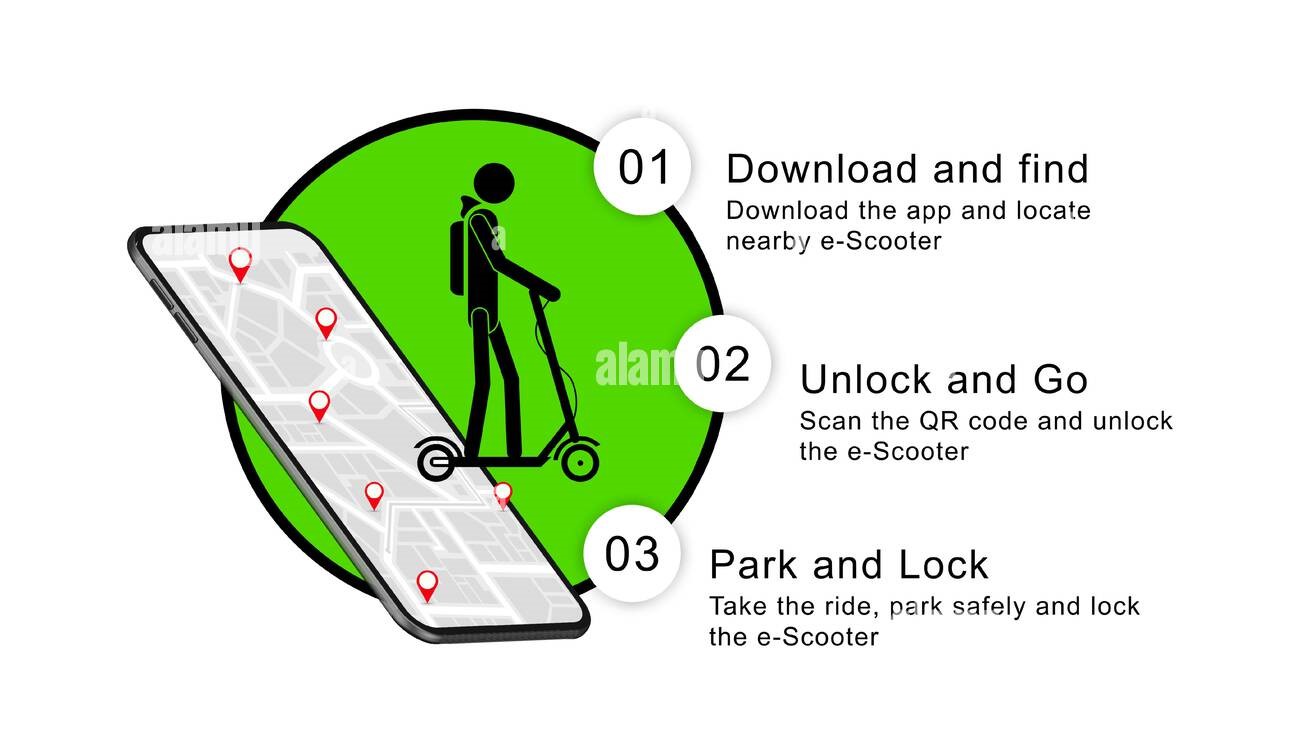 01
Download and find
Download the app and locate
nearby e-Scooter
alamy
a
alamy
02
Unlock and Go
Scan the QR code and unlock
the e-Scooter
03
Park and Lock
Take the ride, park safely and lock
the e-Scooter